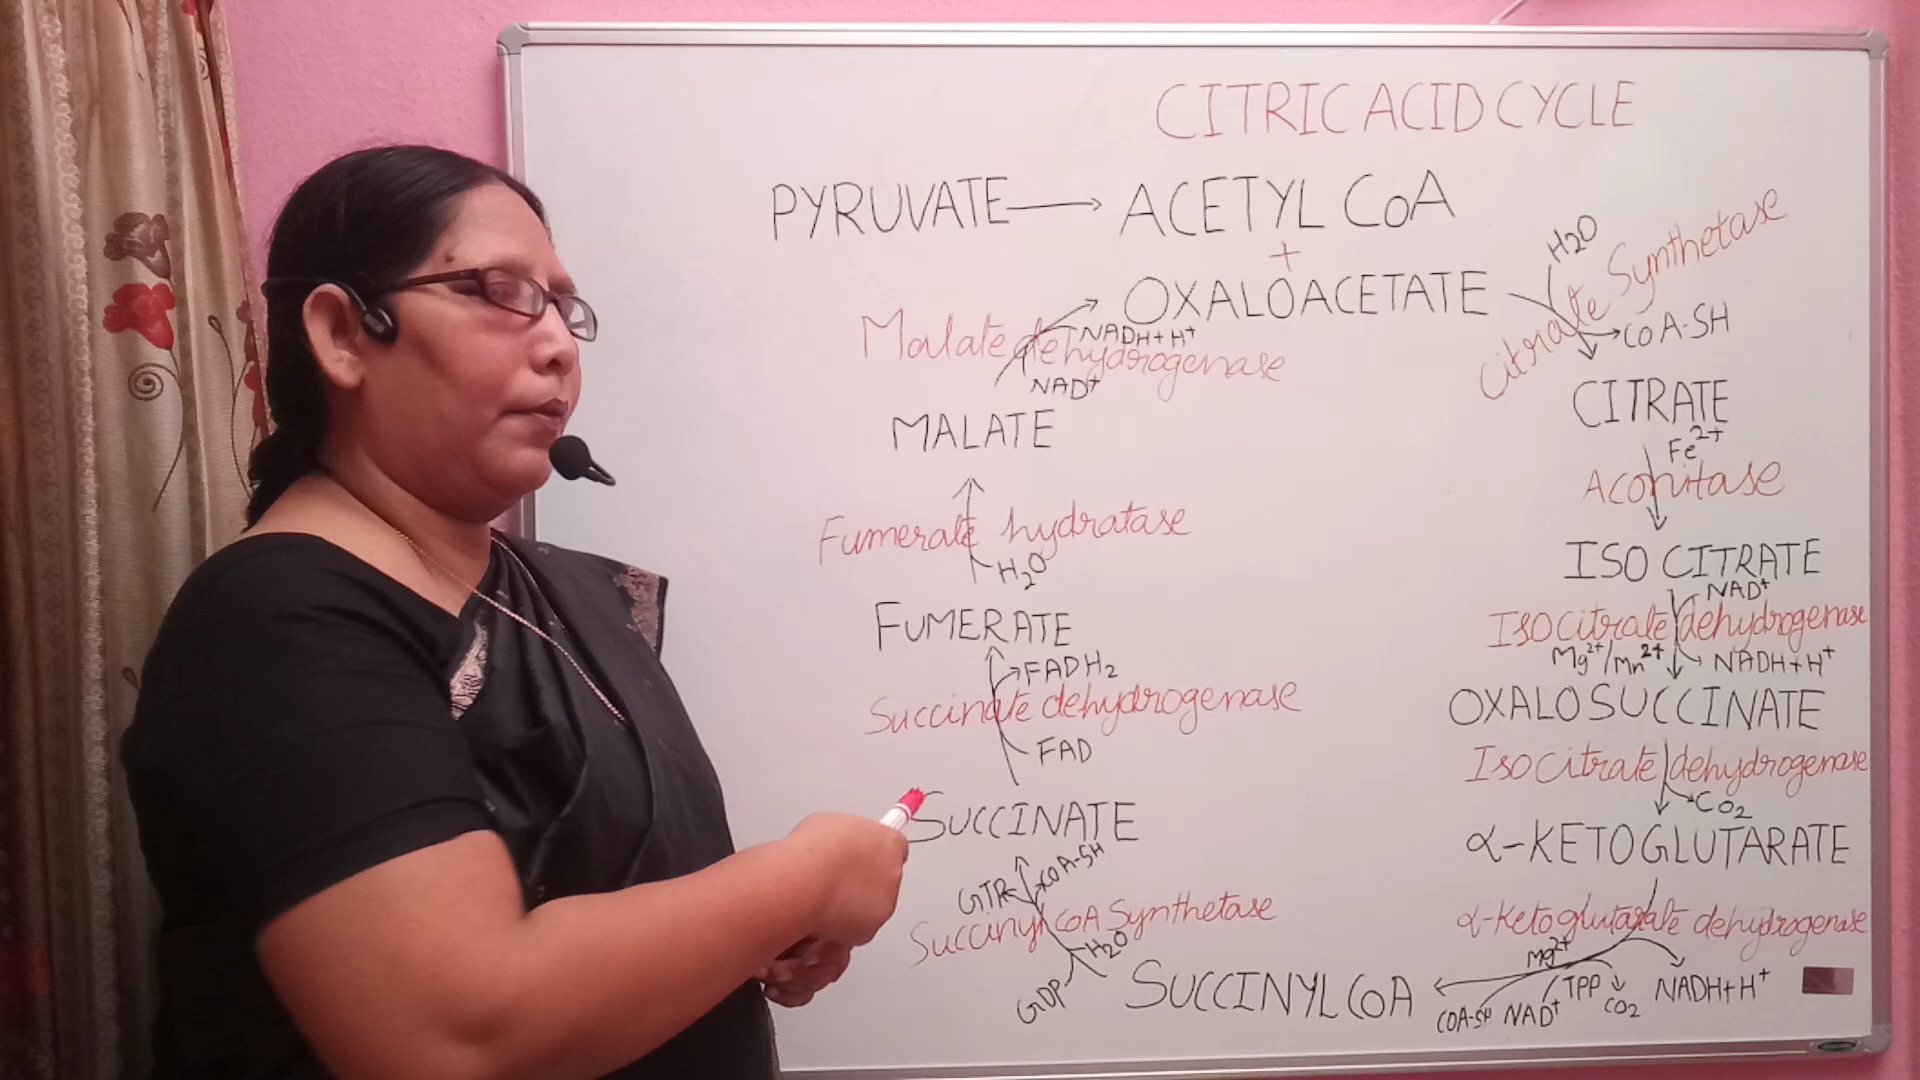 CITRIC ACID CYCLE
PYRUVATE → ACETYL CoA
+
OXALOACETATE
H2O
Citrate Synthetase
COA-SH
CITRATE
Fe2+
Aconitase
ISO CITRATE
NAD+
Isocitrate dehydrogenase
Mg2+/Mn2+
NADH+H+
OXALOSUCCINATE
Isocitrate dehydrogenase
CO2
α-KETOGLUTARATE
α-Ketoglutarate dehydrogenase
Mg2+
COA-SH NAD+ TPP CO2 NADH+H+
SUCCINYL COA
GDP
H2O
Succinyl COA Synthetase
COA-SH
SUCCINATE
FAD
Succinate dehydrogenase
FADH2
FUMERATE
H2O
Fumerate hydratase
MALATE
NAD+
Malate dehydrogenase
NADH+H+